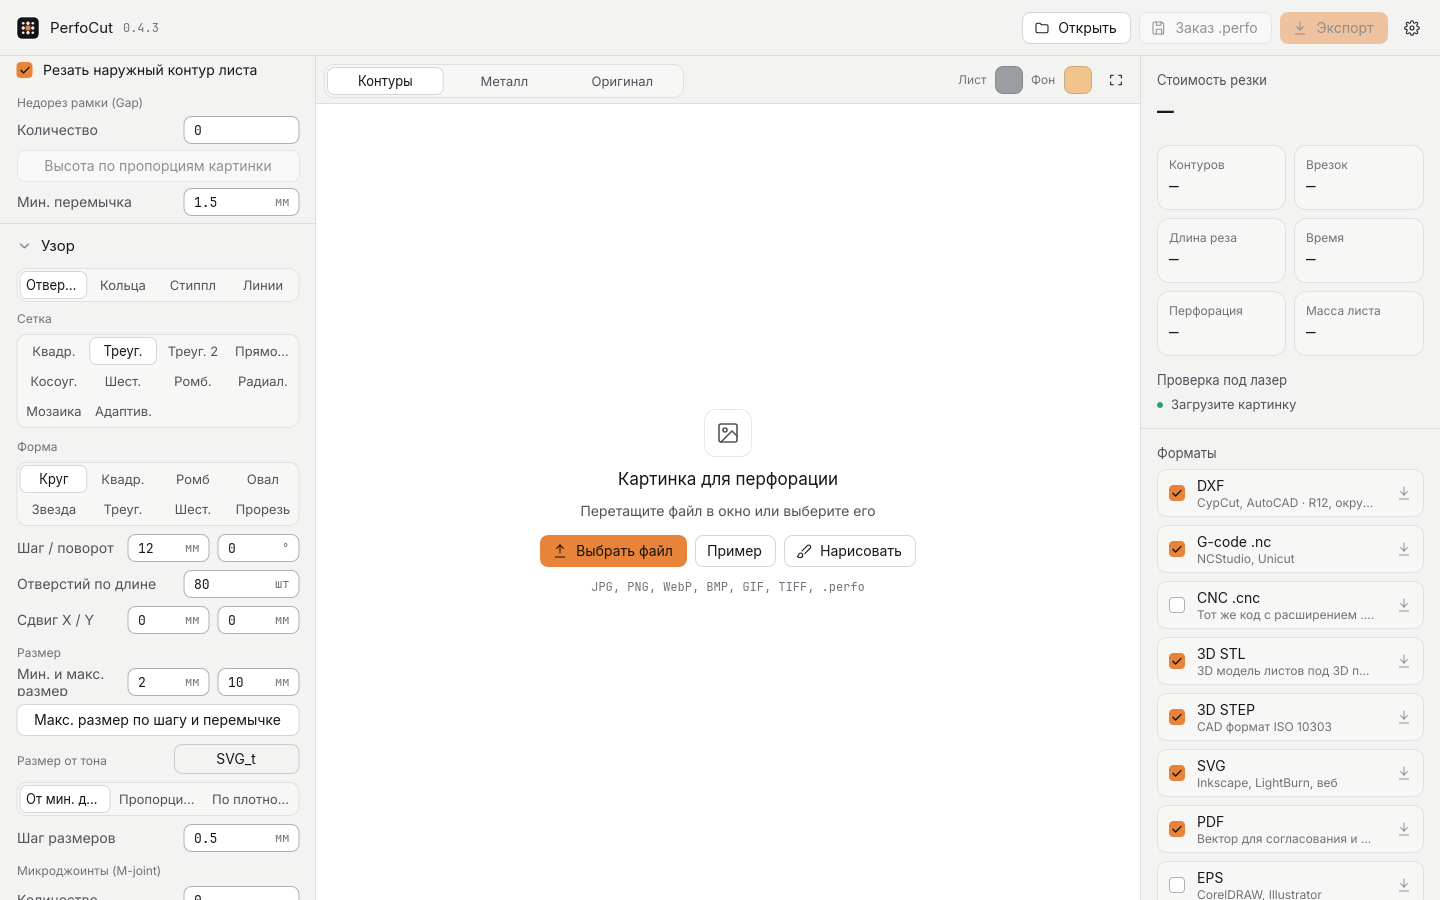 PerfoCut 0.4.3
Открыть
Заказ .perfo
Экспорт
Резать наружный контур листа
Недорез рамки (Gap)
Количество 0
Высота по пропорциям картинки
Мин. перемычка 1.5 мм
Узор
Отвер... Кольца Стиппл Линии
Сетка
Квадр. Треуг. Треуг. 2 Прямо...
Косоуг. Шест. Ромб. Радиал.
Мозаика Адаптив.
Форма
Круг Квадр. Ромб Овал
Звезда Треуг. Шест. Прорезь
Шаг / поворот 12 мм 0 °
Отверстий по длине 80 шт
Сдвиг X / Y 0 мм 0 мм
Размер
Мин. и макс.
размер
2 мм 10 мм
Макс. размер по шагу и перемычке
Размер от тона SVG_t
От мин. д... Пропорци... По плотно...
Шаг размеров 0.5 мм
Микроджоинты (M-joint)
Количество 0
Контуры Металл Оригинал
Лист Фон
Картинка для перфорации
Перетащите файл в окно или выберите его
Выбрать файл Пример Нарисовать
JPG, PNG, WebP, BMP, GIF, TIFF, .perfo
Стоимость резки
—
Контуров
–
Врезок
–
Длина реза
–
Время
–
Перфорация
–
Масса листа
–
Проверка под лазер
Загрузите картинку
Форматы
DXF
CypCut, AutoCAD · R12, окру...
G-code .nc
NCStudio, Unicut
CNC .cnc
Тот же код с расширением ....
3D STL
3D модель листов под 3D п...
3D STEP
CAD формат ISO 10303
SVG
Inkscape, LightBurn, веб
PDF
Вектор для согласования и ...
EPS
CorelDRAW, Illustrator